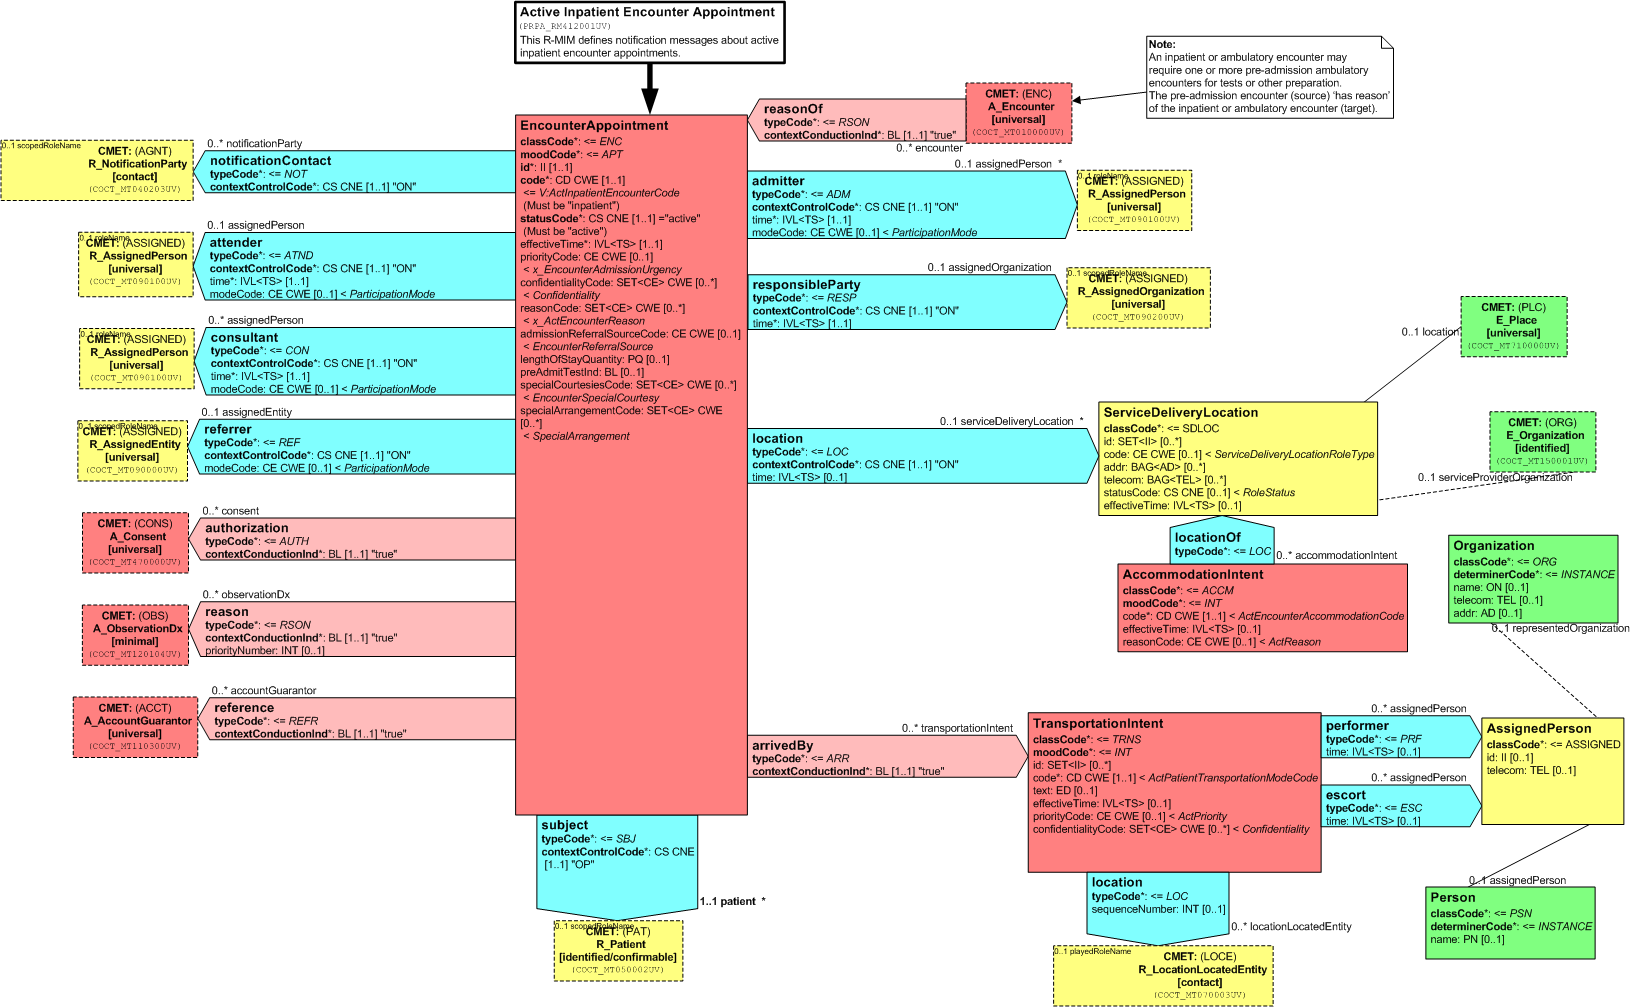 Active Inpatient Encounter Appointment
(PRPA_RM412001UV)
This R-MIM defines notification messages about active
inpatient encounter appointments.
Note:
An inpatient or ambulatory encounter may
require one or more pre-admission ambulatory
encounters for tests or other preparation.
The pre-admission encounter (source) ‘has reason’
of the inpatient or ambulatory encounter (target).
CMET: (ENC)
A_Encounter
[universal]
(COCT_MT010000UV)
reasonOf
typeCode*: <= RSON
contextConductionInd*: BL [1..1] "true"
0..* encounter
EncounterAppointment
classCode*: <= ENC
moodCode*: <= APT
id*: II [1..1]
code*: CD CWE [1..1]
<= V:ActInpatientEncounterCode
(Must be "inpatient")
statusCode*: CS CNE [1..1] ="active"
(Must be "active")
effectiveTime*: IVL<TS> [1..1]
priorityCode: CE CWE [0..1]
< x_EncounterAdmissionUrgency
confidentialityCode: SET<CE> CWE [0..*]
< Confidentiality
reasonCode: SET<CE> CWE [0..*]
< x_ActEncounterReason
admissionReferralSourceCode: CE CWE [0..1]
< EncounterReferralSource
lengthOfStayQuantity: PQ [0..1]
preAdmitTestInd: BL [0..1]
specialCourtesiesCode: SET<CE> CWE [0..*]
< EncounterSpecialCourtesy
specialArrangementCode: SET<CE> CWE
[0..*]
< SpecialArrangement
0..* notificationParty
0..1 scopedRoleName
CMET: (AGNT)
R_NotificationParty
[contact]
(COCT_MT040203UV)
notificationContact
typeCode*: <= NOT
contextControlCode*: CS CNE [1..1] "ON"
0..1 assignedPerson
0..1 roleName
CMET: (ASSIGNED)
R_AssignedPerson
[universal]
(COCT_MT090100UV)
attender
typeCode*: <= ATND
contextControlCode*: CS CNE [1..1] "ON"
time*: IVL<TS> [1..1]
modeCode: CE CWE [0..1] < ParticipationMode
0..* assignedPerson
0..1 roleName
CMET: (ASSIGNED)
R_AssignedPerson
[universal]
(COCT_MT090100UV)
consultant
typeCode*: <= CON
contextControlCode*: CS CNE [1..1] "ON"
time*: IVL<TS> [1..1]
modeCode: CE CWE [0..1] < ParticipationMode
0..1 assignedEntity
0..1 scopedRoleName
CMET: (ASSIGNED)
R_AssignedEntity
[universal]
(COCT_MT090000UV)
referrer
typeCode*: <= REF
contextControlCode*: CS CNE [1..1] "ON"
modeCode: CE CWE [0..1] < ParticipationMode
0..* consent
CMET: (CONS)
A_Consent
[universal]
(COCT_MT470000UV)
authorization
typeCode*: <= AUTH
contextConductionInd*: BL [1..1] "true"
0..* observationDx
CMET: (OBS)
A_ObservationDx
[minimal]
(COCT_MT120104UV)
reason
typeCode*: <= RSON
contextConductionInd*: BL [1..1] "true"
priorityNumber: INT [0..1]
0..* accountGuarantor
CMET: (ACCT)
A_AccountGuarantor
[universal]
(COCT_MT110300UV)
reference
typeCode*: <= REFR
contextConductionInd*: BL [1..1] "true"
subject
typeCode*: <= SBJ
contextControlCode*: CS CNE
[1..1] "OP"
1..1 patient *
0..1 scopedRoleName
CMET: (PAT)
R_Patient
[identified/confirmable]
(COCT_MT050002UV)
0..1 assignedPerson *
admitter
typeCode*: <= ADM
contextControlCode*: CS CNE [1..1] "ON"
time*: IVL<TS> [1..1]
modeCode: CE CWE [0..1] < ParticipationMode
0..1 roleName
CMET: (ASSIGNED)
R_AssignedPerson
[universal]
(COCT_MT090100UV)
0..1 assignedOrganization
responsibleParty
typeCode*: <= RESP
contextControlCode*: CS CNE [1..1] "ON"
time*: IVL<TS> [1..1]
0..1 scopedRoleName
CMET: (ASSIGNED)
R_AssignedOrganization
[universal]
(COCT_MT090200UV)
0..1 serviceDeliveryLocation *
location
typeCode*: <= LOC
contextControlCode*: CS CNE [1..1] "ON"
time: IVL<TS> [0..1]
ServiceDeliveryLocation
classCode*: <= SDLOC
id: SET<II> [0..*]
code: CE CWE [0..1] < ServiceDeliveryLocationRoleType
addr: BAG<AD> [0..*]
telecom: BAG<TEL> [0..*]
statusCode: CS CNE [0..1] < RoleStatus
effectiveTime: IVL<TS> [0..1]
0..1 location
CMET: (PLC)
E_Place
[universal]
(COCT_MT710000UV)
CMET: (ORG)
E_Organization
[identified]
(COCT_MT150001UV)
0..1 serviceProviderOrganization
locationOf
typeCode*: <= LOC
0..* accommodationIntent
AccommodationIntent
classCode*: <= ACCM
moodCode*: <= INT
code*: CD CWE [1..1] < ActEncounterAccommodationCode
effectiveTime: IVL<TS> [0..1]
reasonCode: CE CWE [0..1] < ActReason
Organization
classCode*: <= ORG
determinerCode*: <= INSTANCE
name: ON [0..1]
telecom: TEL [0..1]
addr: AD [0..1]
0..1 representedOrganization
0..* transportationIntent
arrivedBy
typeCode*: <= ARR
contextConductionInd*: BL [1..1] "true"
TransportationIntent
classCode*: <= TRNS
moodCode*: <= INT
id: SET<II> [0..*]
code*: CD CWE [1..1] < ActPatientTransportationModeCode
text: ED [0..1]
effectiveTime: IVL<TS> [0..1]
priorityCode: CE CWE [0..1] < ActPriority
confidentialityCode: SET<CE> CWE [0..*] < Confidentiality
0..* assignedPerson
performer
typeCode*: <= PRF
time: IVL<TS> [0..1]
0..* assignedPerson
escort
typeCode*: <= ESC
time: IVL<TS> [0..1]
AssignedPerson
classCode*: <= ASSIGNED
id: II [0..1]
telecom: TEL [0..1]
0..1 assignedPerson
Person
classCode*: <= PSN
determinerCode*: <= INSTANCE
name: PN [0..1]
location
typeCode*: <= LOC
sequenceNumber: INT [0..1]
0..* locationLocatedEntity
0..1 playedRoleName
CMET: (LOCE)
R_LocationLocatedEntity
[contact]
(COCT_MT070003UV)